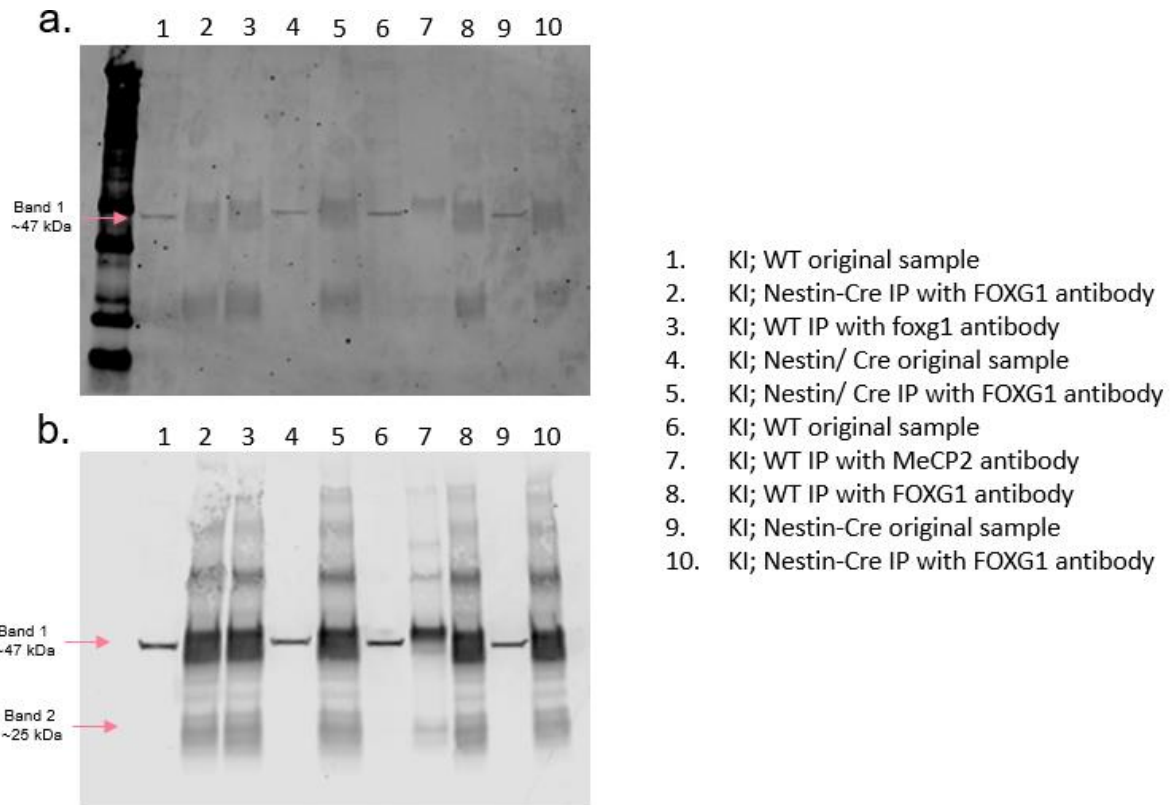 a.
1 2 3 4 5 6 7 8 9 10
Band 1
~47 kDa
b.
1 2 3 4 5 6 7 8 9 10
Band 1
~47 kDa
Band 2
~25 kDa
1. KI; WT original sample
2. KI; Nestin-Cre IP with FOXG1 antibody
3. KI; WT IP with foxg1 antibody
4. KI; Nestin/ Cre original sample
5. KI; Nestin/ Cre IP with FOXG1 antibody
6. KI; WT original sample
7. KI; WT IP with MeCP2 antibody
8. KI; WT IP with FOXG1 antibody
9. KI; Nestin-Cre original sample
10. KI; Nestin-Cre IP with FOXG1 antibody